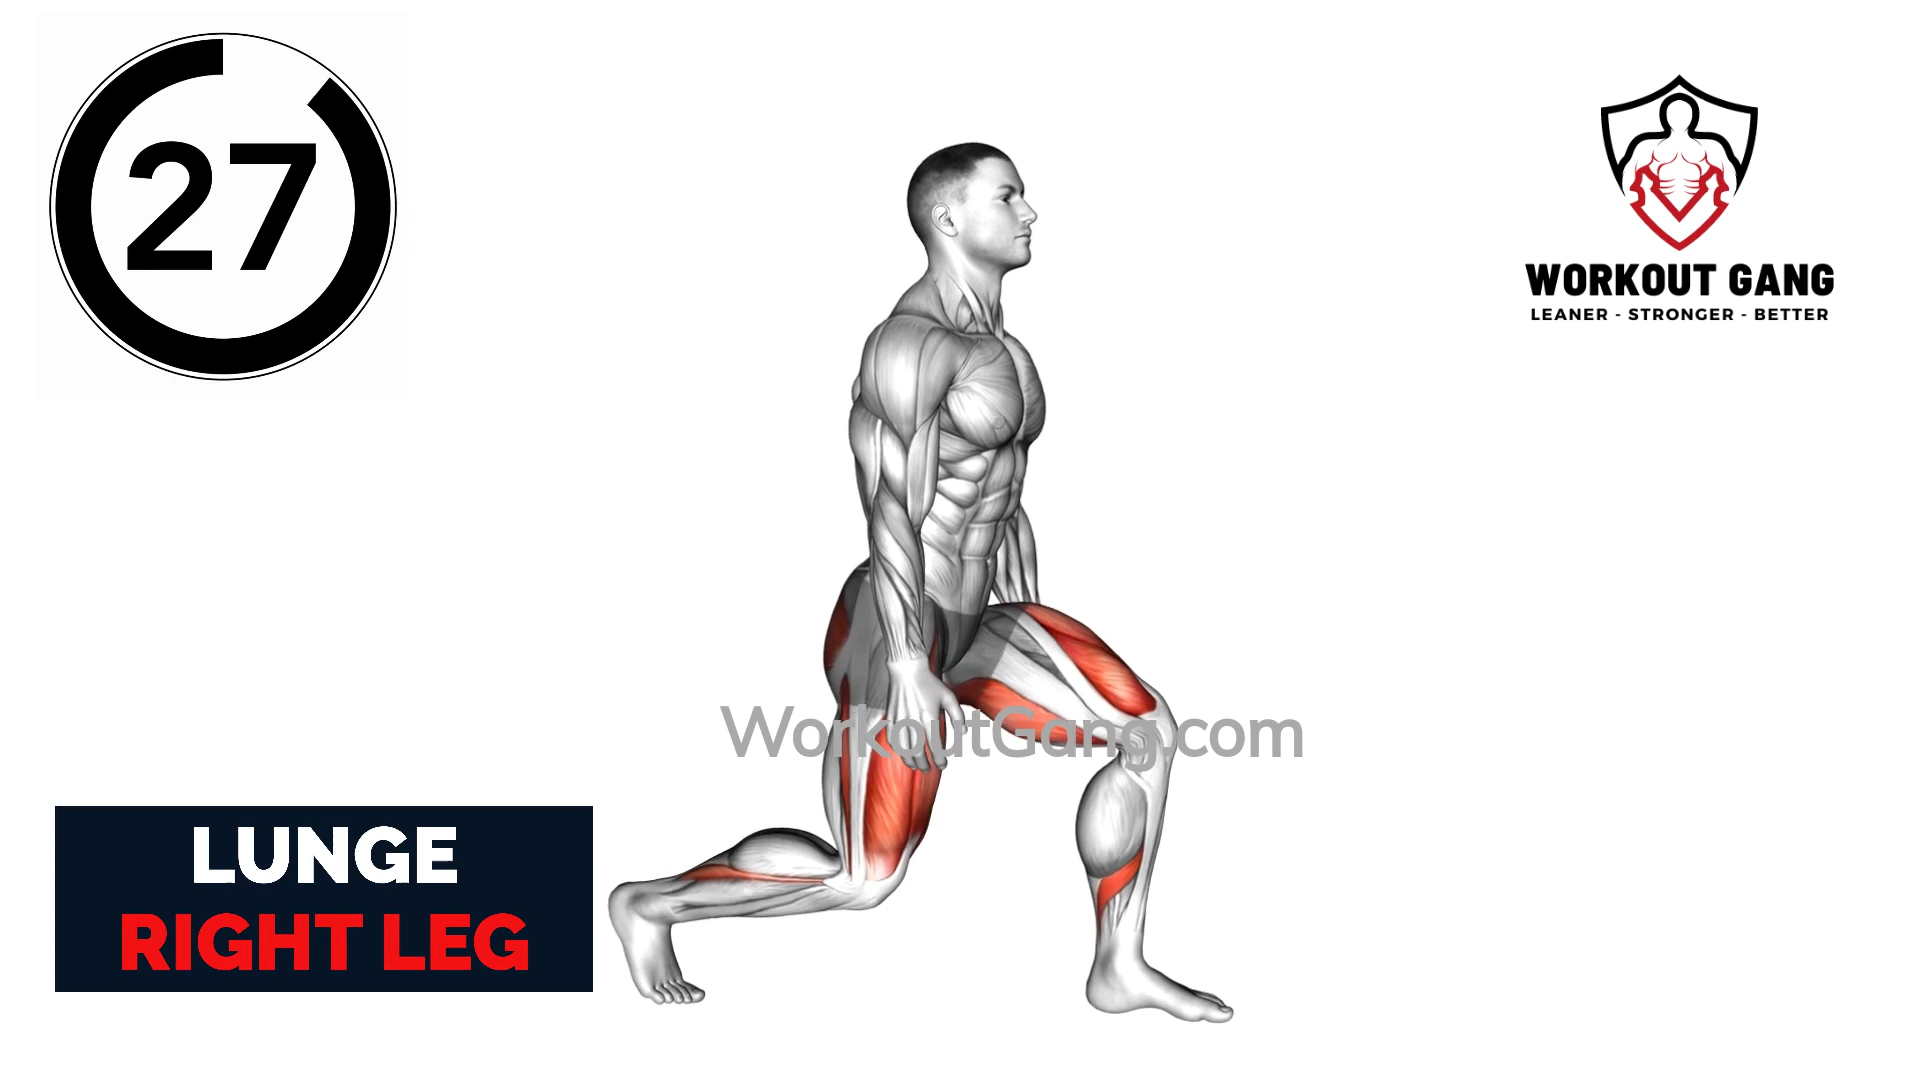 27
WORKOUT GANG
LEANER - STRONGER - BETTER
WorkoutGang.com
LUNGE
RIGHT LEG